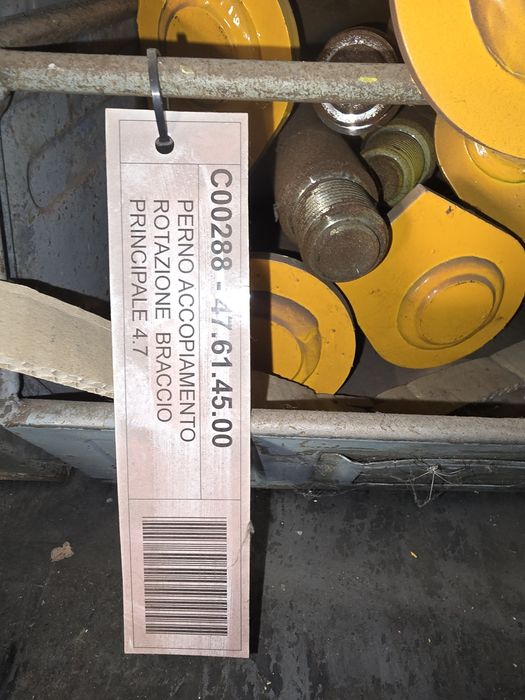 C00288 - 47.61.45.00
PERNO ACCOPIAMENTO
ROTAZIONE BRACCIO
PRINCIPALE 4.7